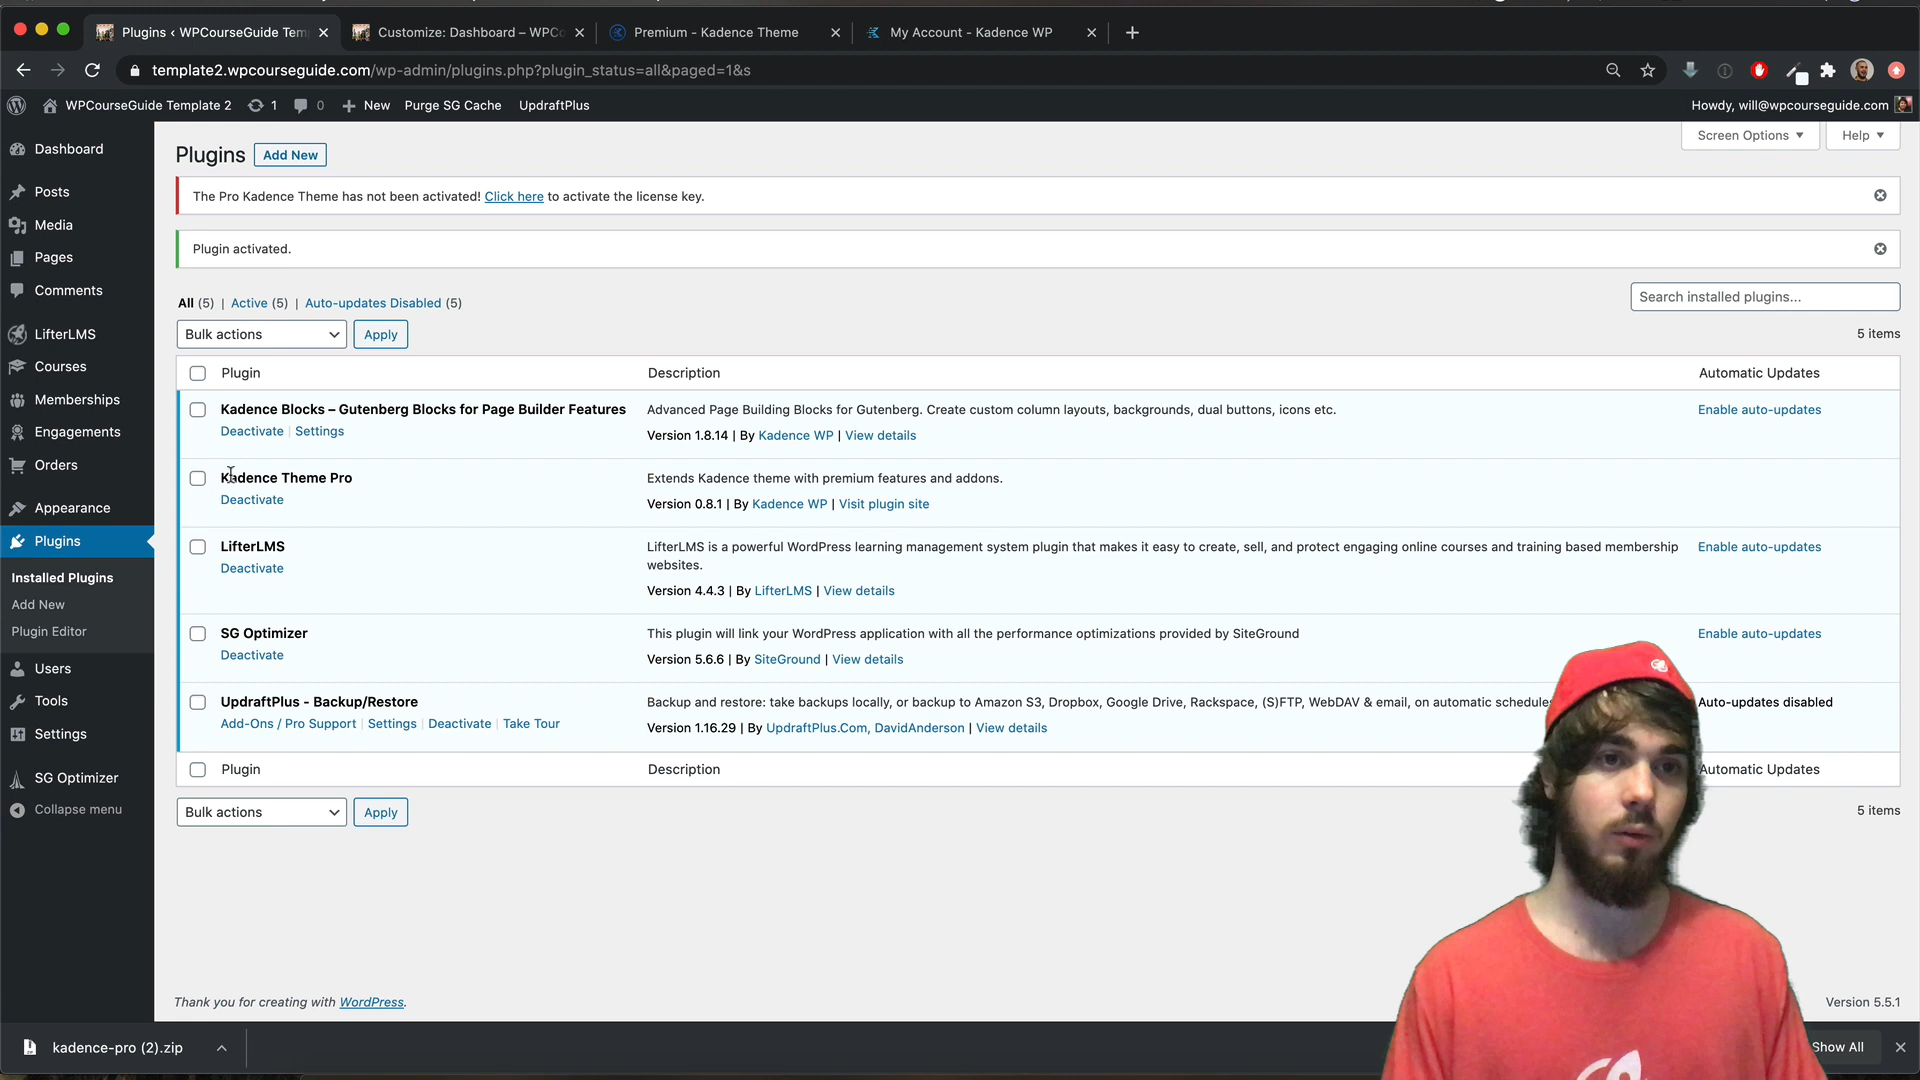 Plugins ‹ WPCourseGuide Tem
Customize: Dashboard – WPCo
Premium - Kadence Theme
My Account - Kadence WP
template2.wpcourseguide.com/wp-admin/plugins.php?plugin_status=all&paged=1&s
WPCourseGuide Template 2
1
0
New
Purge SG Cache
UpdraftPlus
Howdy, will@wpcourseguide.com
Dashboard
Posts
Media
Pages
Comments
LifterLMS
Courses
Memberships
Engagements
Orders
Appearance
Plugins
Installed Plugins
Add New
Plugin Editor
Users
Tools
Settings
SG Optimizer
Collapse menu
Screen Options
Help
Plugins
Add New
The Pro Kadence Theme has not been activated! Click here to activate the license key.
Plugin activated.
All (5) | Active (5) | Auto-updates Disabled (5)
Search installed plugins...
Bulk actions
Apply
5 items
Plugin
Description
Automatic Updates
Kadence Blocks – Gutenberg Blocks for Page Builder Features
Deactivate | Settings
Advanced Page Building Blocks for Gutenberg. Create custom column layouts, backgrounds, dual buttons, icons etc.
Version 1.8.14 | By Kadence WP | View details
Enable auto-updates
Kadence Theme Pro
Deactivate
Extends Kadence theme with premium features and addons.
Version 0.8.1 | By Kadence WP | Visit plugin site
LifterLMS
Deactivate
LifterLMS is a powerful WordPress learning management system plugin that makes it easy to create, sell, and protect engaging online courses and training based membership
websites.
Version 4.4.3 | By LifterLMS | View details
Enable auto-updates
SG Optimizer
Deactivate
This plugin will link your WordPress application with all the performance optimizations provided by SiteGround
Version 5.6.6 | By SiteGround | View details
Enable auto-updates
UpdraftPlus - Backup/Restore
Add-Ons / Pro Support | Settings | Deactivate | Take Tour
Backup and restore: take backups locally, or backup to Amazon S3, Dropbox, Google Drive, Rackspace, (S)FTP, WebDAV & email, on automatic schedules
Version 1.16.29 | By UpdraftPlus.Com, DavidAnderson | View details
Auto-updates disabled
Plugin
Description
Automatic Updates
Bulk actions
Apply
5 items
Thank you for creating with WordPress.
Version 5.5.1
kadence-pro (2).zip
Show All